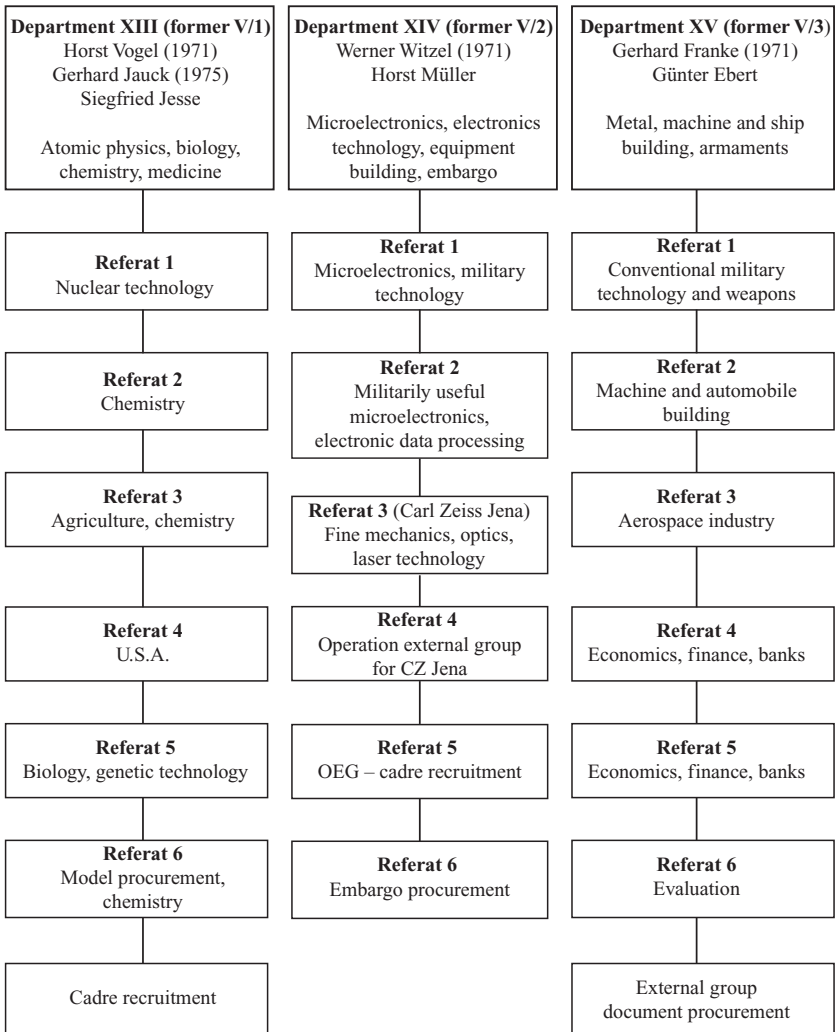 Department XIII (former V/1)
Horst Vogel (1971)
Gerhard Jauck (1975)
Siegfried Jesse
Atomic physics, biology,
chemistry, medicine
Referat 1
Nuclear technology
Referat 2
Chemistry
Referat 3
Agriculture, chemistry
Referat 4
U.S.A.
Referat 5
Biology, genetic technology
Referat 6
Model procurement,
chemistry
Cadre recruitment
Department XIV (former V/2)
Werner Witzel (1971)
Horst Müller
Microelectronics, electronics
technology, equipment
building, embargo
Referat 1
Microelectronics, military
technology
Referat 2
Militarily useful
microelectronics,
electronic data processing
Referat 3 (Carl Zeiss Jena)
Fine mechanics, optics,
laser technology
Referat 4
Operation external group
for CZ Jena
Referat 5
OEG – cadre recruitment
Referat 6
Embargo procurement
Department XV (former V/3)
Gerhard Franke (1971)
Günter Ebert
Metal, machine and ship
building, armaments
Referat 1
Conventional military
technology and weapons
Referat 2
Machine and automobile
building
Referat 3
Aerospace industry
Referat 4
Economics, finance, banks
Referat 5
Economics, finance, banks
Referat 6
Evaluation
External group
document procurement